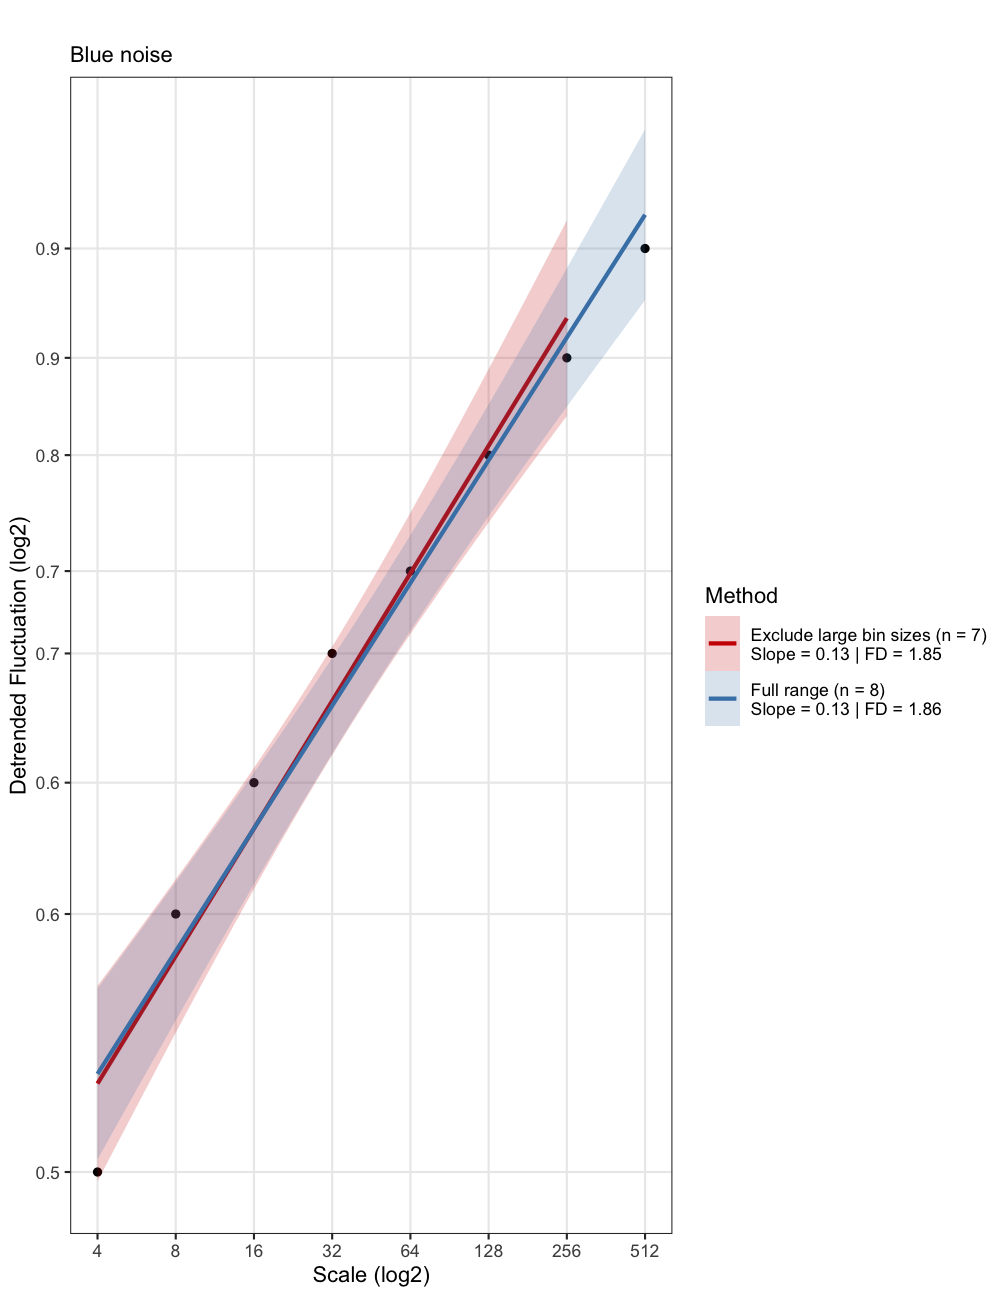 Blue noise
0.9
0.9
0.8
0.7
0.7
0.6
0.6
0.5
Detrended Fluctuation (log2)
4 8 16 32 64 128 256 512
Scale (log2)
Method
Exclude large bin sizes (n = 7)
Slope = 0.13 | FD = 1.85
Full range (n = 8)
Slope = 0.13 | FD = 1.86